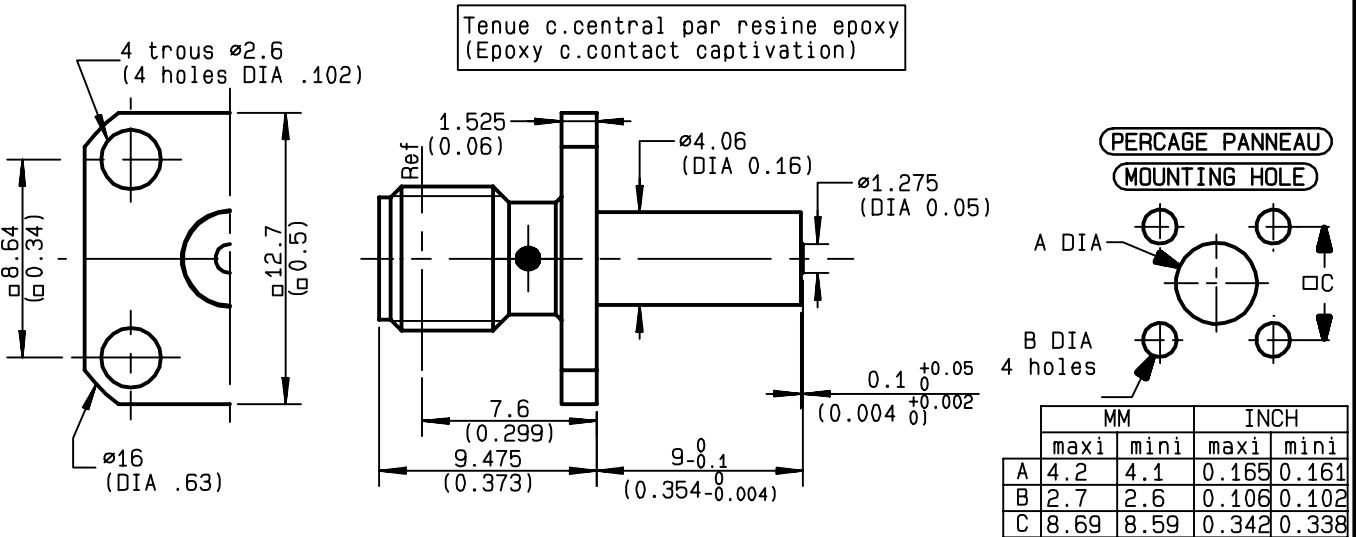 Tenue c.central par resine epoxy
(Epoxy c.contact captivation)
4 trous ø2.6
(4 holes DIA .102)
1.525
(0.06)
Ref
ø4.06
(DIA 0.16)
ø1.275
(DIA 0.05)
□8.64
(□0.34)
□12.7
(□0.5)
ø16
(DIA .63)
7.6
(0.299)
9.475
(0.373)
9 0 -0.1
(0.354 0 -0.004)
0.1 +0.05 0
(0.004 +0.002 0)
PERCAGE PANNEAU
MOUNTING HOLE
A DIA
□C
B DIA
4 holes
MM INCH
maxi mini maxi mini
A 4.2 4.1 0.165 0.161
B 2.7 2.6 0.106 0.102
C 8.69 8.59 0.342 0.338